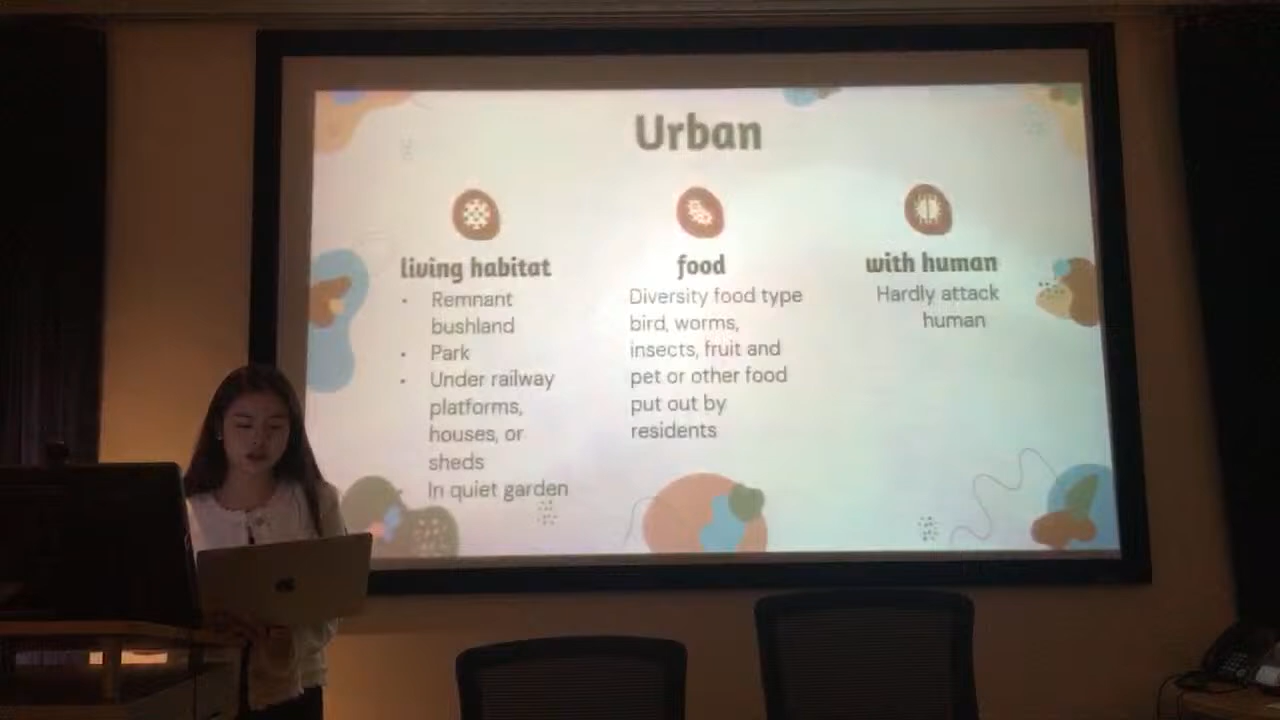 Urban
living habitat
• Remnant
bushland
• Park
• Under railway
platforms,
houses, or
sheds
In quiet garden
food
Diversity food type
bird, worms,
insects, fruit and
pet or other food
put out by
residents
with human
Hardly attack
human